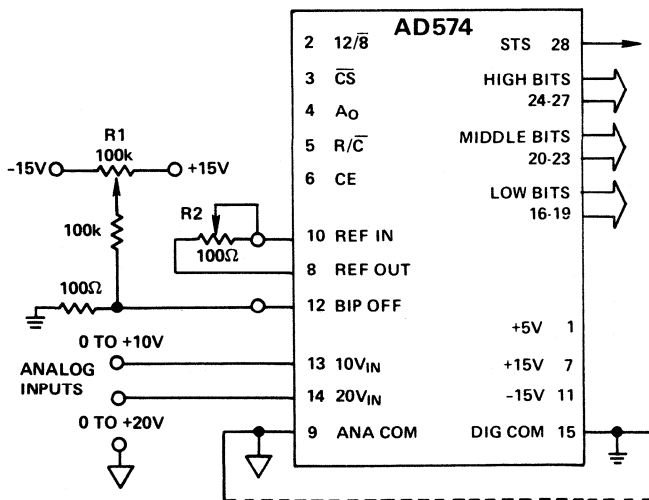 AD574
2 12/8̅
STS 28
3 C̅S̅
HIGH BITS
24-27
4 AO
R1
100k
5 R/C̅
MIDDLE BITS
20-23
-15V
+15V
6 CE
LOW BITS
16-19
R2
100k
100Ω
10 REF IN
8 REF OUT
100Ω
12 BIP OFF
+5V 1
0 TO +10V
ANALOG
INPUTS
13 10VIN
+15V 7
14 20VIN
-15V 11
0 TO +20V
9 ANA COM
DIG COM 15